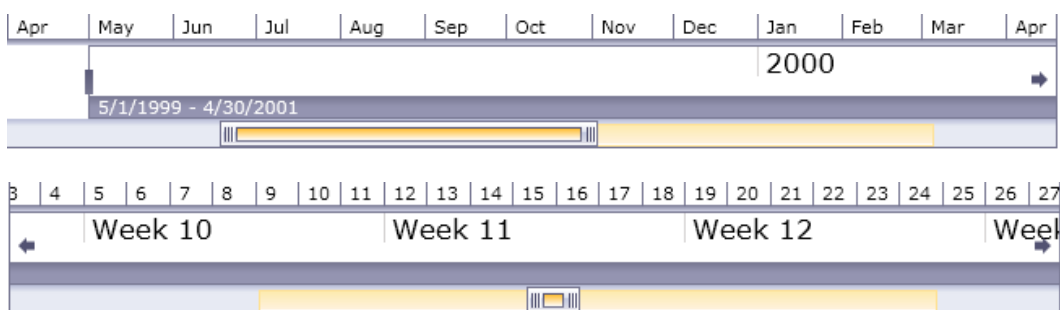 Apr May Jun Jul Aug Sep Oct Nov Dec Jan Feb Mar Apr
2000
5/1/1999 - 4/30/2001
3 4 5 6 7 8 9 10 11 12 13 14 15 16 17 18 19 20 21 22 23 24 25 26 27
Week 10 Week 11 Week 12 Week